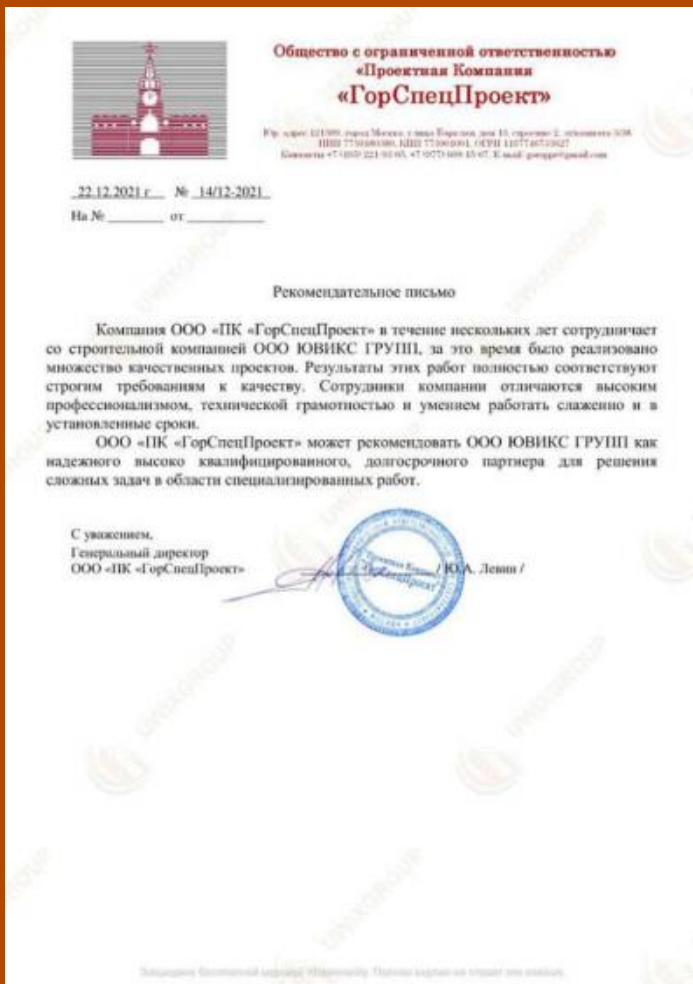 Общество с ограниченной ответственностью
«Проектная Компания
«ГорСпецПроект»
22.12.2021 г № 14/12-2021
На № от
Рекомендательное письмо
Компания ООО «ПК «ГорСпецПроект» в течение нескольких лет сотрудничает
со строительной компанией ООО ЮВИКС ГРУПП, за это время было реализовано
множество качественных проектов. Результаты этих работ полностью соответствуют
строгим требованиям к качеству. Сотрудники компании отличаются высоким
профессионализмом, технической грамотностью и умением работать слаженно и в
установленные сроки.
ООО «ПК «ГорСпецПроект» может рекомендовать ООО ЮВИКС ГРУПП как
надежного высоко квалифицированного, долгосрочного партнера для решения
сложных задач в области специализированных работ.
С уважением,
Генеральный директор
ООО «ПК «ГорСпецПроект» / Ю.А. Левин /